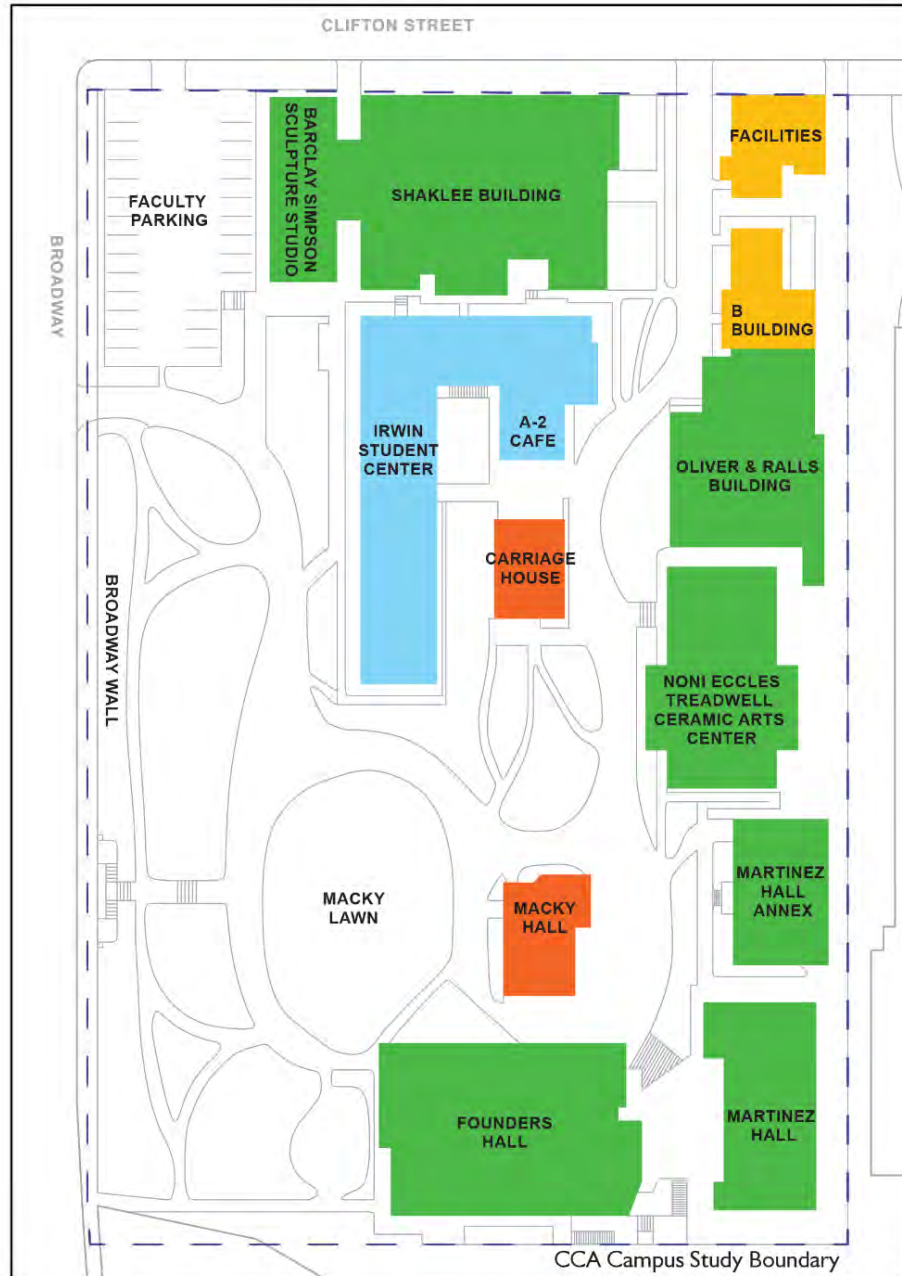 CLIFTON STREET
BROADWAY
FACULTY
PARKING
BARCLAY SIMPSON
SCULPTURE STUDIO
SHAKLEE BUILDING
FACILITIES
B
BUILDING
IRWIN
STUDENT
CENTER
A-2
CAFE
OLIVER & RALLS
BUILDING
CARRIAGE
HOUSE
BROADWAY WALL
NONI ECCLES
TREADWELL
CERAMIC ARTS
CENTER
MACKY
LAWN
MACKY
HALL
MARTINEZ
HALL
ANNEX
FOUNDERS
HALL
MARTINEZ
HALL
CCA Campus Study Boundary